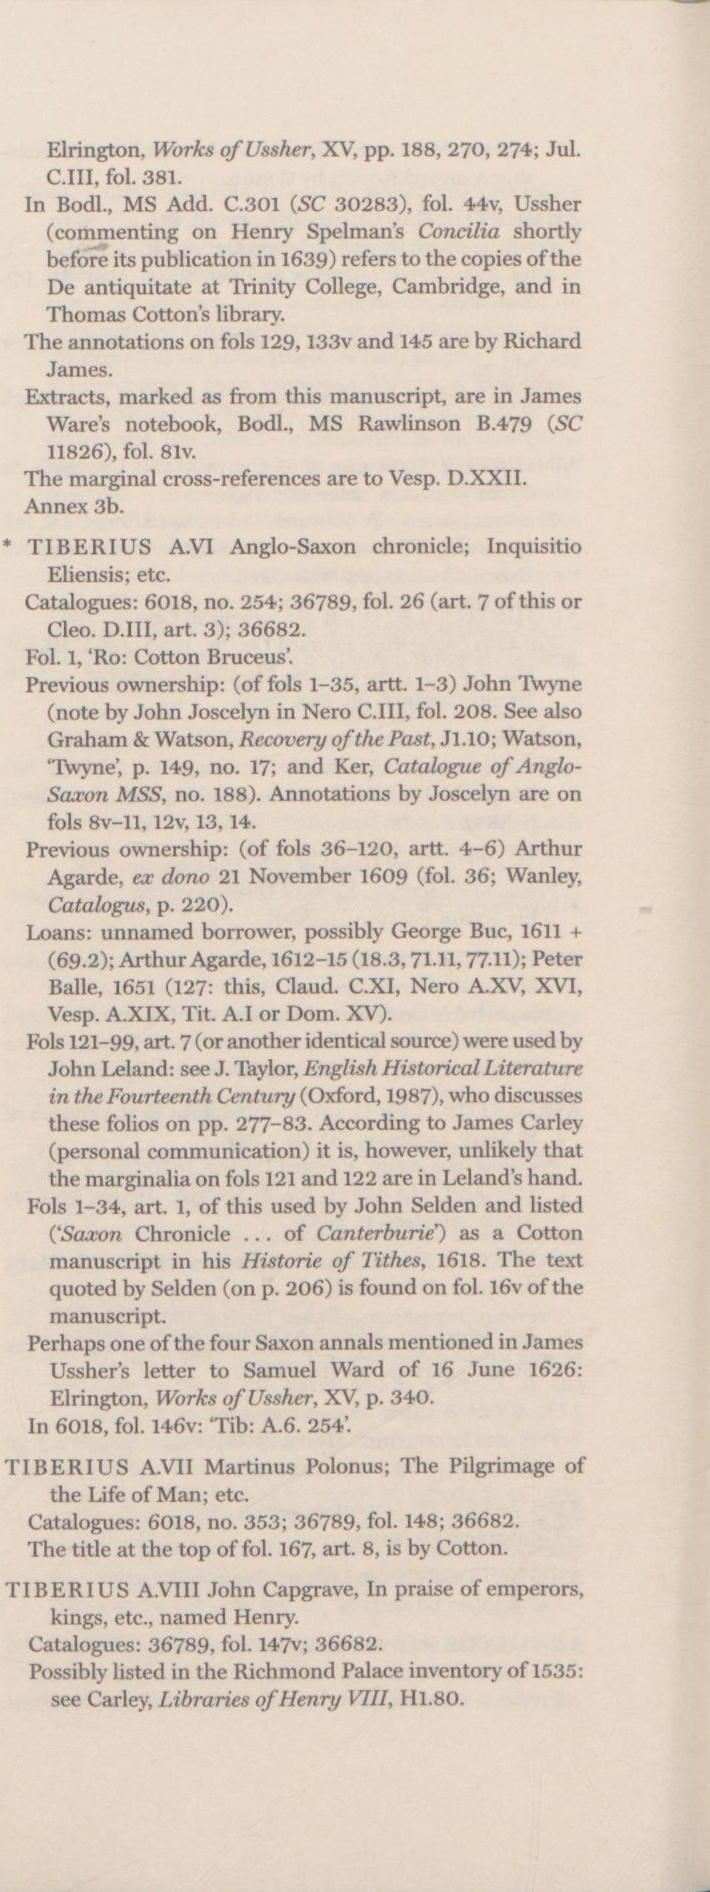 Elrington, Works of Ussher, XV, pp. 188, 270, 274; Jul.
C.III, fol. 381.
In Bodl., MS Add. C.301 (SC 30283), fol. 44v, Ussher
(commenting on Henry Spelman's Concilia shortly
before its publication in 1639) refers to the copies of the
De antiquitate at Trinity College, Cambridge, and in
Thomas Cotton's library.
The annotations on fols 129, 133v and 145 are by Richard
James.
Extracts, marked as from this manuscript, are in James
Ware's notebook, Bodl., MS Rawlinson B.479 (SC
11826), fol. 81v.
The marginal cross-references are to Vesp. D.XXII.
Annex 3b.
* TIBERIUS A.VI Anglo-Saxon chronicle; Inquisitio
Eliensis; etc.
Catalogues: 6018, no. 254; 36789, fol. 26 (art. 7 of this or
Cleo. D.III, art. 3); 36682.
Fol. 1, 'Ro: Cotton Bruceus'.
Previous ownership: (of fols 1–35, artt. 1–3) John Twyne
(note by John Joscelyn in Nero C.III, fol. 208. See also
Graham & Watson, Recovery of the Past, J1.10; Watson,
'Twyne', p. 149, no. 17; and Ker, Catalogue of Anglo-
Saxon MSS, no. 188). Annotations by Joscelyn are on
fols 8v–11, 12v, 13, 14.
Previous ownership: (of fols 36–120, artt. 4–6) Arthur
Agarde, ex dono 21 November 1609 (fol. 36; Wanley,
Catalogus, p. 220).
Loans: unnamed borrower, possibly George Buc, 1611 +
(69.2); Arthur Agarde, 1612–15 (18.3, 71.11, 77.11); Peter
Balle, 1651 (127: this, Claud. C.XI, Nero A.XV, XVI,
Vesp. A.XIX, Tit. A.I or Dom. XV).
Fols 121–99, art. 7 (or another identical source) were used by
John Leland: see J. Taylor, English Historical Literature
in the Fourteenth Century (Oxford, 1987), who discusses
these folios on pp. 277–83. According to James Carley
(personal communication) it is, however, unlikely that
the marginalia on fols 121 and 122 are in Leland's hand.
Fols 1–34, art. 1, of this used by John Selden and listed
('Saxon Chronicle ... of Canterburie') as a Cotton
manuscript in his Historie of Tithes, 1618. The text
quoted by Selden (on p. 206) is found on fol. 16v of the
manuscript.
Perhaps one of the four Saxon annals mentioned in James
Ussher's letter to Samuel Ward of 16 June 1626:
Elrington, Works of Ussher, XV, p. 340.
In 6018, fol. 146v: 'Tib: A.6. 254'.
TIBERIUS A.VII Martinus Polonus; The Pilgrimage of
the Life of Man; etc.
Catalogues: 6018, no. 353; 36789, fol. 148; 36682.
The title at the top of fol. 167, art. 8, is by Cotton.
TIBERIUS A.VIII John Capgrave, In praise of emperors,
kings, etc., named Henry.
Catalogues: 36789, fol. 147v; 36682.
Possibly listed in the Richmond Palace inventory of 1535:
see Carley, Libraries of Henry VIII, H1.80.